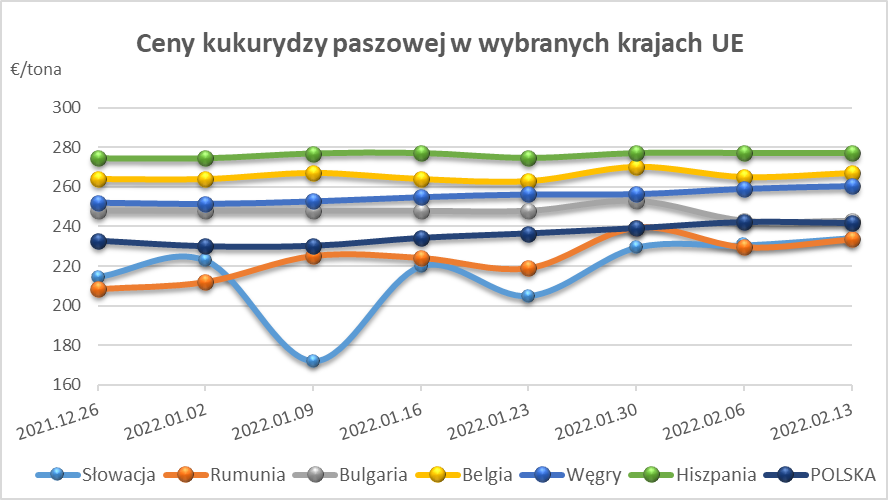 Ceny kukurydzy paszowej w wybranych krajach UE
€/tona
300
280
260
240
220
200
180
160
2021.12.26 2022.01.02 2022.01.09 2022.01.16 2022.01.23 2022.01.30 2022.02.06 2022.02.13
Słowacja Rumunia Bulgaria Belgia Węgry Hiszpania POLSKA